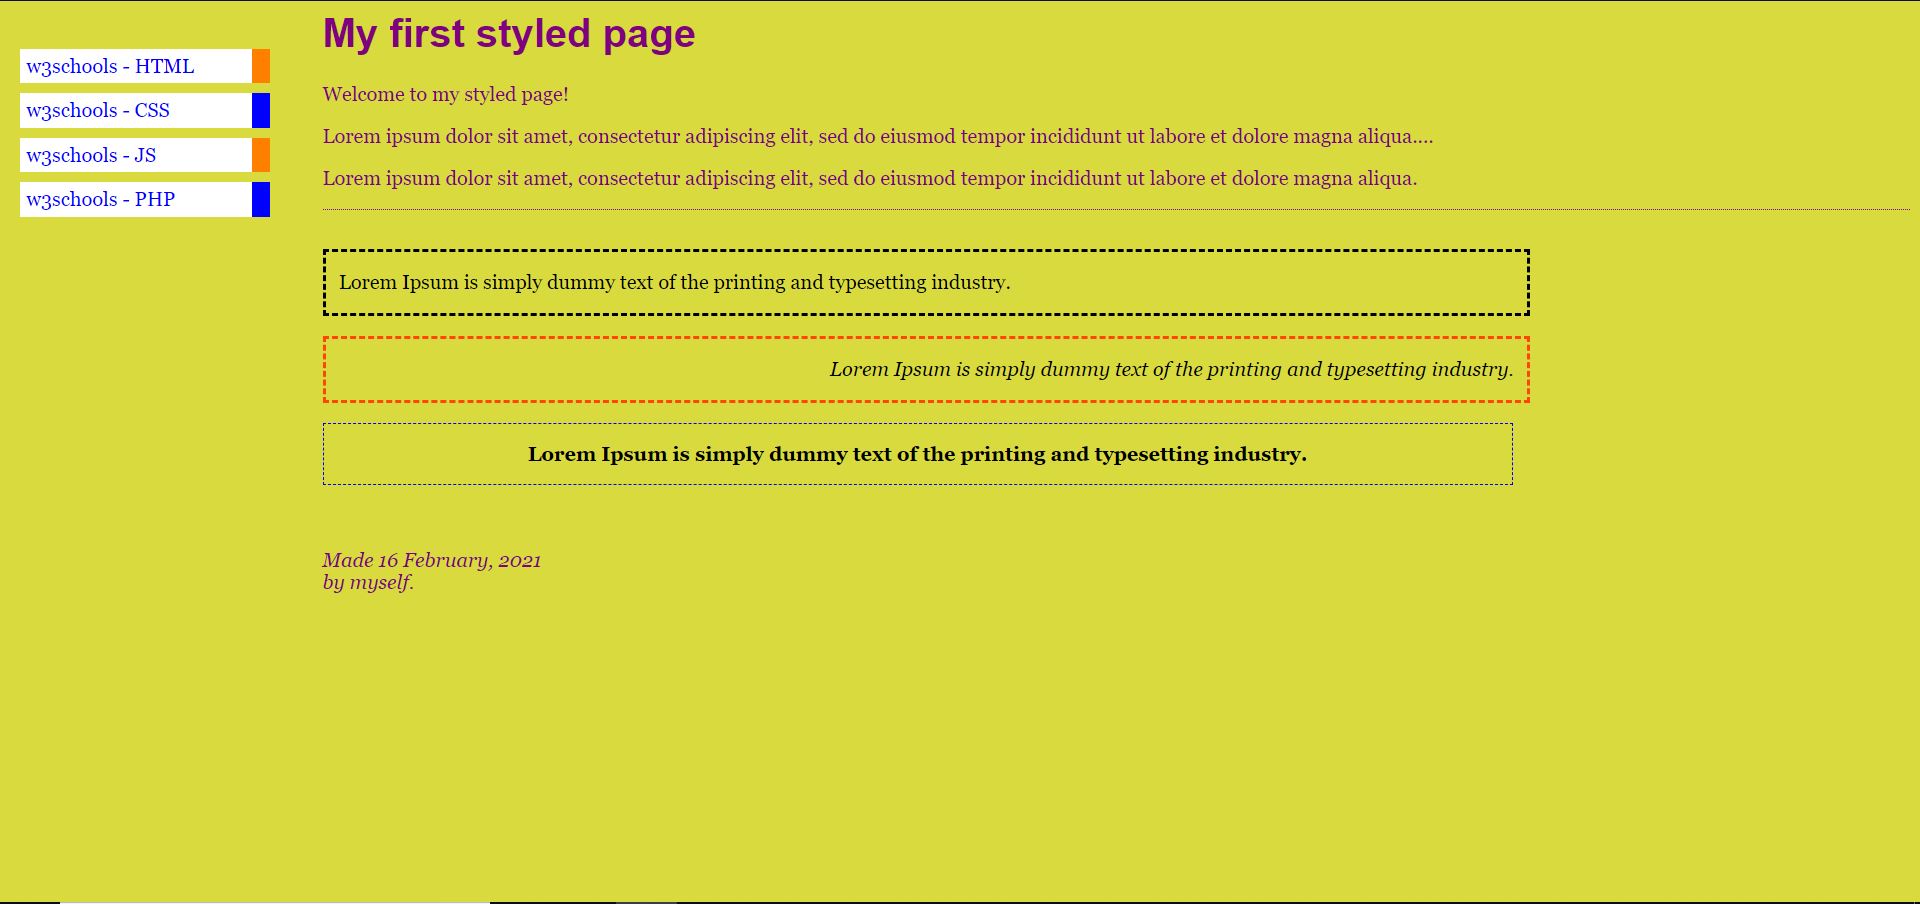 My first styled page
w3schools - HTML
w3schools - CSS
w3schools - JS
w3schools - PHP
Welcome to my styled page!
Lorem ipsum dolor sit amet, consectetur adipiscing elit, sed do eiusmod tempor incididunt ut labore et dolore magna aliqua....
Lorem ipsum dolor sit amet, consectetur adipiscing elit, sed do eiusmod tempor incididunt ut labore et dolore magna aliqua.
Lorem Ipsum is simply dummy text of the printing and typesetting industry.
Lorem Ipsum is simply dummy text of the printing and typesetting industry.
Lorem Ipsum is simply dummy text of the printing and typesetting industry.
Made 16 February, 2021
by myself.